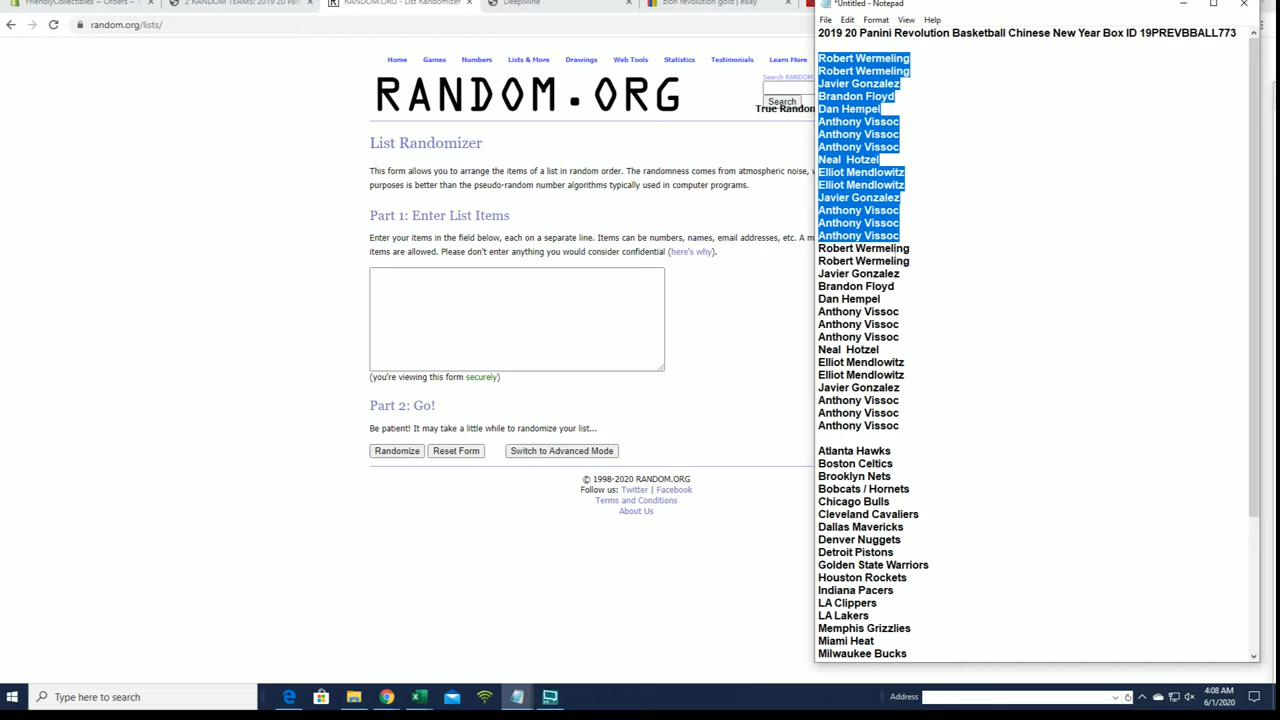 FriendlyCollectibles – Orders –
2 RANDOM TEAMS: 2019 20 Pan
RANDOM.ORG - List Randomizer
DeepMine
zion revolution gold | eBay
random.org/lists/
Home Games Numbers Lists & More Drawings Web Tools Statistics Testimonials Learn More
RANDOM.ORG
Search RANDOM.
Search
True Random
List Randomizer
This form allows you to arrange the items of a list in random order. The randomness comes from atmospheric noise,
purposes is better than the pseudo-random number algorithms typically used in computer programs.
Part 1: Enter List Items
Enter your items in the field below, each on a separate line. Items can be numbers, names, email addresses, etc. A m
items are allowed. Please don't enter anything you would consider confidential (here's why).
(you're viewing this form securely)
Part 2: Go!
Be patient! It may take a little while to randomize your list...
Randomize Reset Form Switch to Advanced Mode
© 1998-2020 RANDOM.ORG
Follow us: Twitter | Facebook
Terms and Conditions
About Us
*Untitled - Notepad
File Edit Format View Help
2019 20 Panini Revolution Basketball Chinese New Year Box ID 19PREVBBALL773
Robert Wermeling
Robert Wermeling
Javier Gonzalez
Brandon Floyd
Dan Hempel
Anthony Vissoc
Anthony Vissoc
Anthony Vissoc
Neal  Hotzel
Elliot Mendlowitz
Elliot Mendlowitz
Javier Gonzalez
Anthony Vissoc
Anthony Vissoc
Anthony Vissoc
Robert Wermeling
Robert Wermeling
Javier Gonzalez
Brandon Floyd
Dan Hempel
Anthony Vissoc
Anthony Vissoc
Anthony Vissoc
Neal  Hotzel
Elliot Mendlowitz
Elliot Mendlowitz
Javier Gonzalez
Anthony Vissoc
Anthony Vissoc
Anthony Vissoc
Atlanta Hawks
Boston Celtics
Brooklyn Nets
Bobcats / Hornets
Chicago Bulls
Cleveland Cavaliers
Dallas Mavericks
Denver Nuggets
Detroit Pistons
Golden State Warriors
Houston Rockets
Indiana Pacers
LA Clippers
LA Lakers
Memphis Grizzlies
Miami Heat
Milwaukee Bucks
Type here to search
Address
4:08 AM
6/1/2020